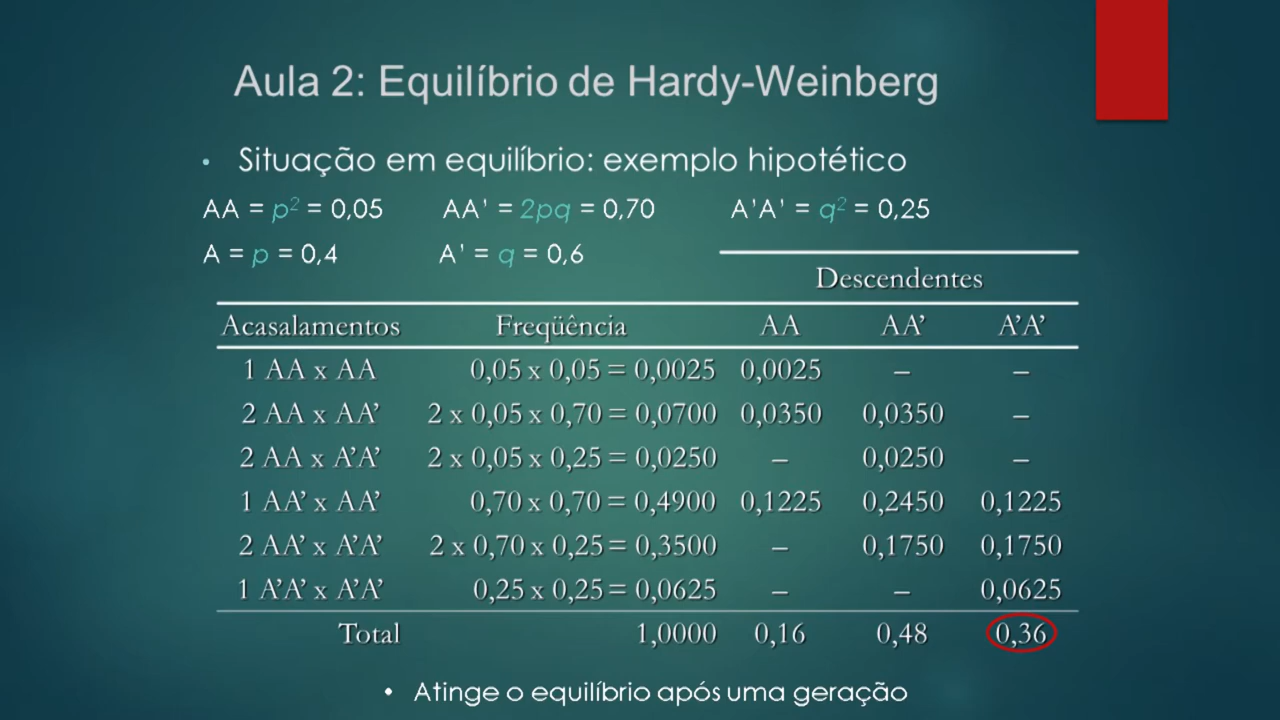 Aula 2: Equilíbrio de Hardy-Weinberg
• Situação em equilíbrio: exemplo hipotético
AA = p² = 0,05 AA' = 2pq = 0,70 A'A' = q² = 0,25
A = p = 0,4 A' = q = 0,6
Descendentes
Acasalamentos Freqüência AA AA’ A’A’
1 AA x AA 0,05 x 0,05 = 0,0025 0,0025 – –
2 AA x AA’ 2 x 0,05 x 0,70 = 0,0700 0,0350 0,0350 –
2 AA x A’A’ 2 x 0,05 x 0,25 = 0,0250 – 0,0250 –
1 AA’ x AA’ 0,70 x 0,70 = 0,4900 0,1225 0,2450 0,1225
2 AA’ x A’A’ 2 x 0,70 x 0,25 = 0,3500 – 0,1750 0,1750
1 A’A’ x A’A’ 0,25 x 0,25 = 0,0625 – – 0,0625
Total 1,0000 0,16 0,48 0,36
• Atinge o equilíbrio após uma geração